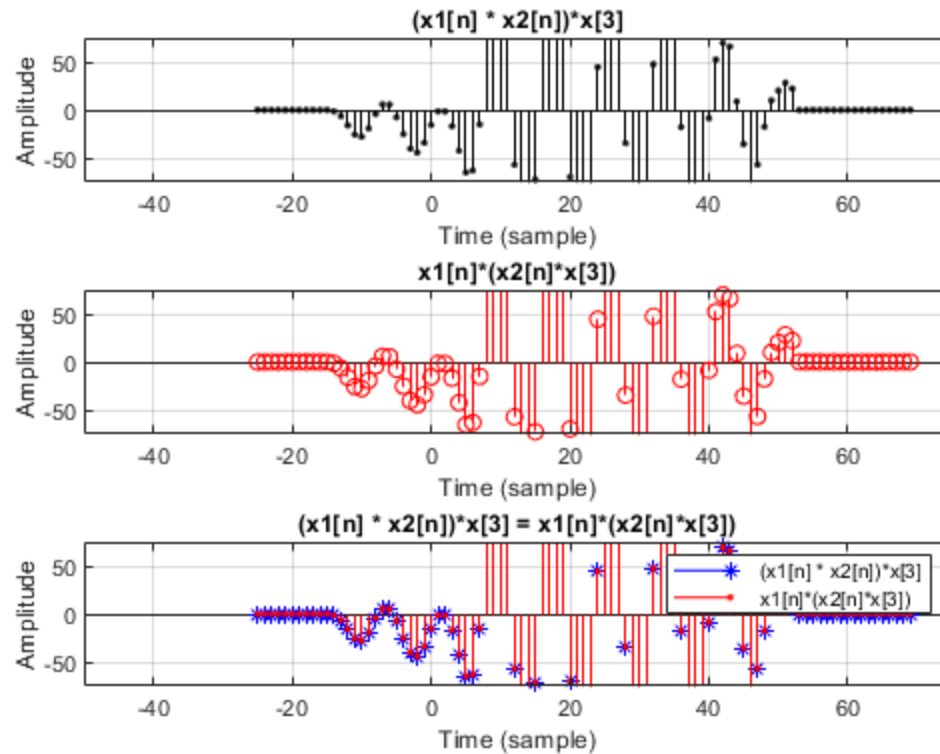 (x1[n] * x2[n])*x[3]
Amplitude
50
0
-50
-40 -20 0 20 40 60
Time (sample)
x1[n]*(x2[n]*x[3])
Amplitude
50
0
-50
-40 -20 0 20 40 60
Time (sample)
(x1[n] * x2[n])*x[3] = x1[n]*(x2[n]*x[3])
Amplitude
50
0
-50
(x1[n] * x2[n])*x[3]
x1[n]*(x2[n]*x[3])
-40 -20 0 20 40 60
Time (sample)